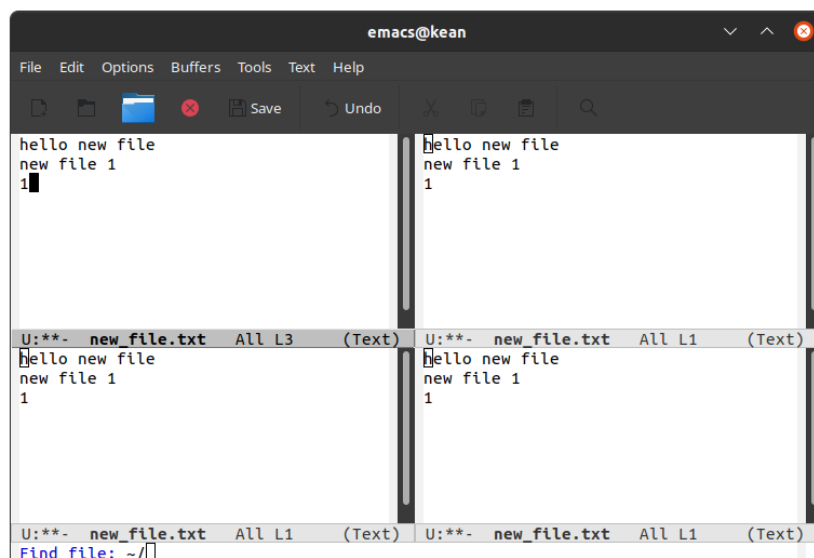 emacs@kean
File Edit Options Buffers Tools Text Help
Save Undo
hello new file
new file 1
1
U:**- new_file.txt All L3 (Text)
hello new file
new file 1
1
U:**- new_file.txt All L1 (Text)
hello new file
new file 1
1
U:**- new_file.txt All L1 (Text)
hello new file
new file 1
1
U:**- new_file.txt All L1 (Text)
Find file: ~/